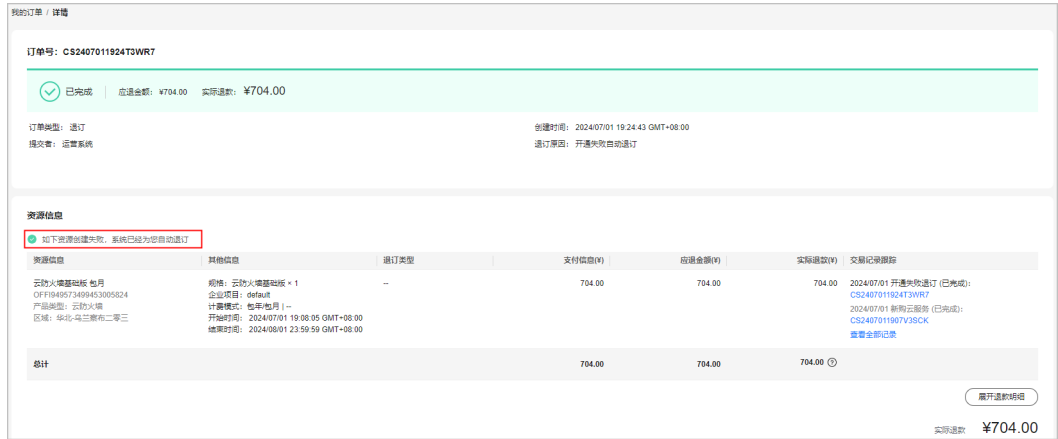 我的订单 / 详情
订单号：CS2407011924T3WR7
已完成 应退金额：¥704.00 实际退款：¥704.00
订单类型：退订 创建时间：2024/07/01 19:24:43 GMT+08:00
提交者：运营系统 退订原因：开通失败自动退订
资源信息
如下资源创建失败，系统已经为您自动退订
资源信息 其他信息 退订类型 支付信息(¥) 应退金额(¥) 实际退款(¥) 交易记录跟踪
云防火墙基础版 包月 规格：云防火墙基础版 × 1 -- 704.00 704.00 704.00 2024/07/01 开通失败退订 (已完成)：
OFFI949573499453005824 企业项目：default CS2407011924T3WR7
产品类型：云防火墙 计费模式：包年/包月 | -- 2024/07/01 新购云服务 (已完成)：
区域：华北-乌兰察布二零三 开始时间：2024/07/01 19:08:05 GMT+08:00 CS2407011907V3SCK
结束时间：2024/08/01 23:59:59 GMT+08:00 查看全部记录
总计 704.00 704.00 704.00 ?
展开退款明细
实际退款 ¥704.00